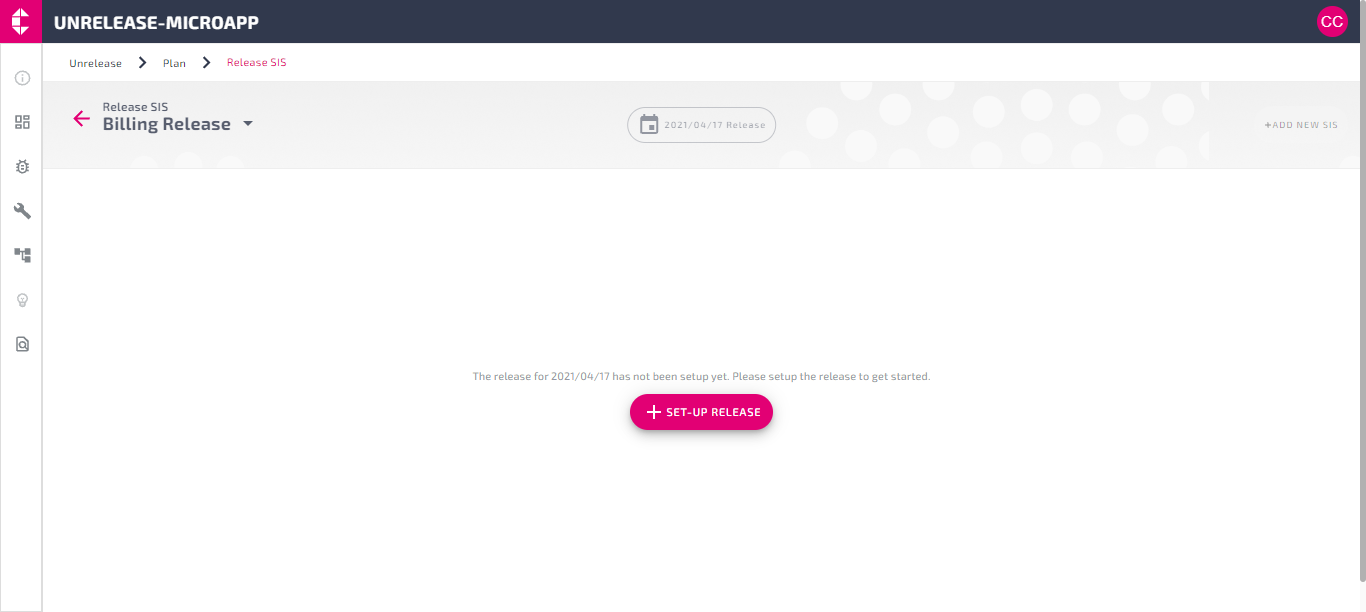 UNRELEASE-MICROAPP
CC
Unrelease Plan Release SIS
Release SIS
Billing Release
2021/04/17 Release
+ADD NEW SIS
The release for 2021/04/17 has not been setup yet. Please setup the release to get started.
SET-UP RELEASE